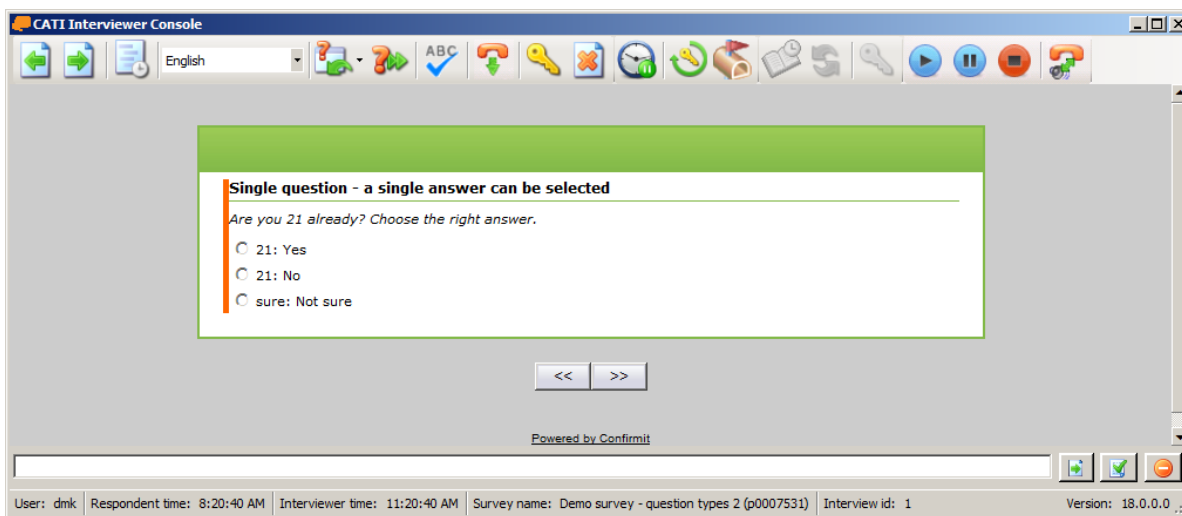 CATI Interviewer Console
English
ABC
Single question - a single answer can be selected
Are you 21 already? Choose the right answer.
21: Yes
21: No
sure: Not sure
<< >>
Powered by Confirmit
User: dmk Respondent time: 8:20:40 AM Interviewer time: 11:20:40 AM Survey name: Demo survey - question types 2 (p0007531) Interview id: 1 Version: 18.0.0.0